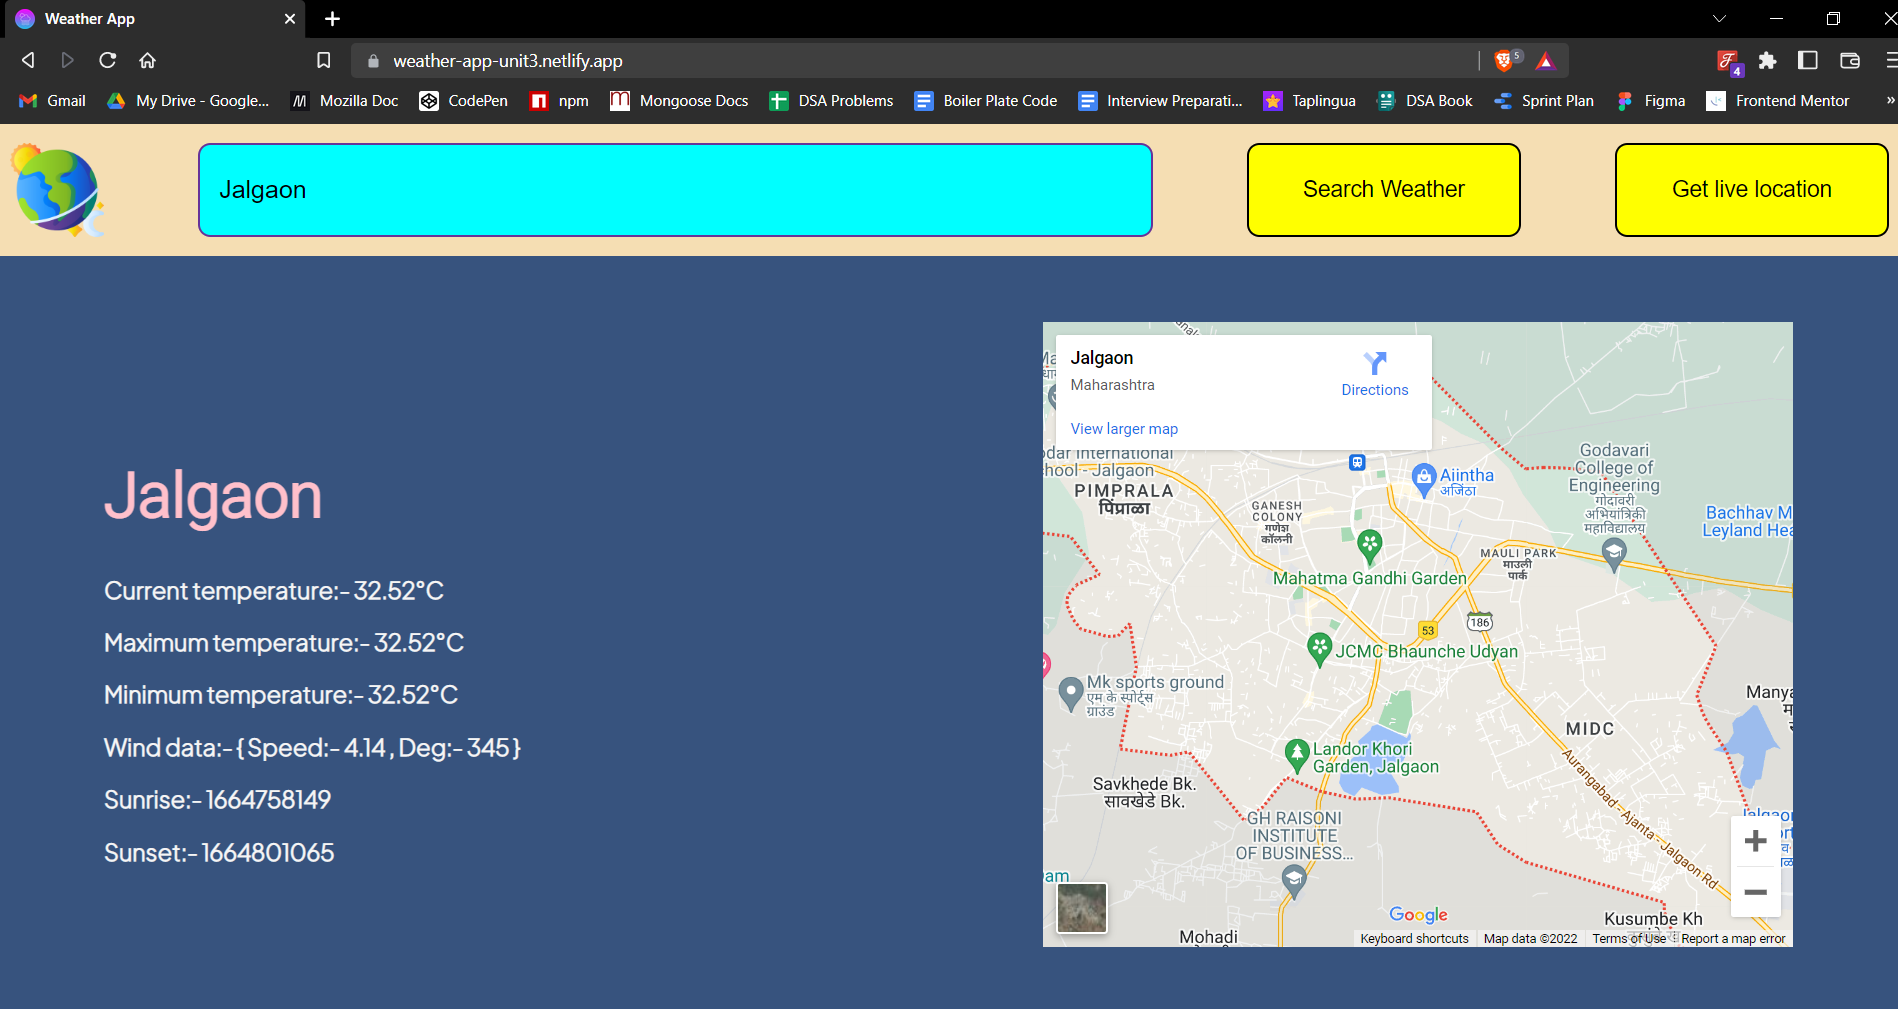 Weather App
weather-app-unit3.netlify.app
5
4
Gmail
My Drive - Google...
Mozilla Doc
CodePen
npm
Mongoose Docs
DSA Problems
Boiler Plate Code
Interview Preparati...
Taplingua
DSA Book
Sprint Plan
Figma
Frontend Mentor
»
Jalgaon
Search Weather
Get live location
Jalgaon
Current temperature:- 32.52°C
Maximum temperature:- 32.52°C
Minimum temperature:- 32.52°C
Wind data:- { Speed:- 4.14 , Deg:- 345 }
Sunrise:- 1664758149
Sunset:- 1664801065
Jalgaon
Maharashtra
Directions
View larger map
International
- Jalgaon
PIMPRALA
पिंप्राळा
GANESH
COLONY
गणेश
कॉलनी
Ajintha
अजिंठा
Godavari
College of
Engineering
गोदावरी
अभियांत्रिकी
महाविद्यालय
Bachhav
Leyland
Mahatma Gandhi Garden
MAULI PARK
माउली
पार्क
186
53
JCMC Bhaunche Udyan
Mk sports ground
एम के स्पोर्ट्स
ग्राउंड
MIDC
Landor Khori
Garden, Jalgaon
Savkhede Bk.
सावखेडे बिके.
Aurangabad - Ajanta - Jalgaon Rd
GH RAISONI
INSTITUTE
OF BUSINESS...
Kusumbe Kh
Mohadi
Google
Keyboard shortcuts
Map data ©2022
Terms of Use
Report a map error